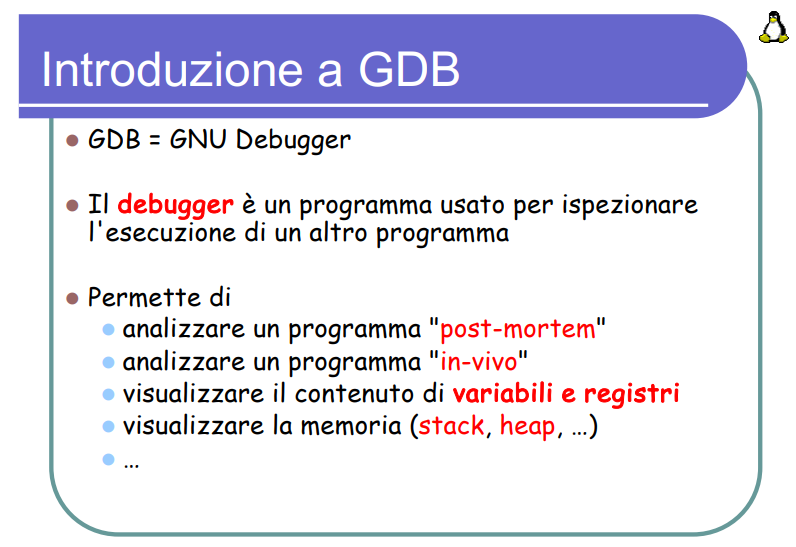 Introduzione a GDB
GDB = GNU Debugger
Il debugger è un programma usato per ispezionare
l'esecuzione di un altro programma
Permette di
analizzare un programma "post-mortem"
analizzare un programma "in-vivo"
visualizzare il contenuto di variabili e registri
visualizzare la memoria (stack, heap, …)
…